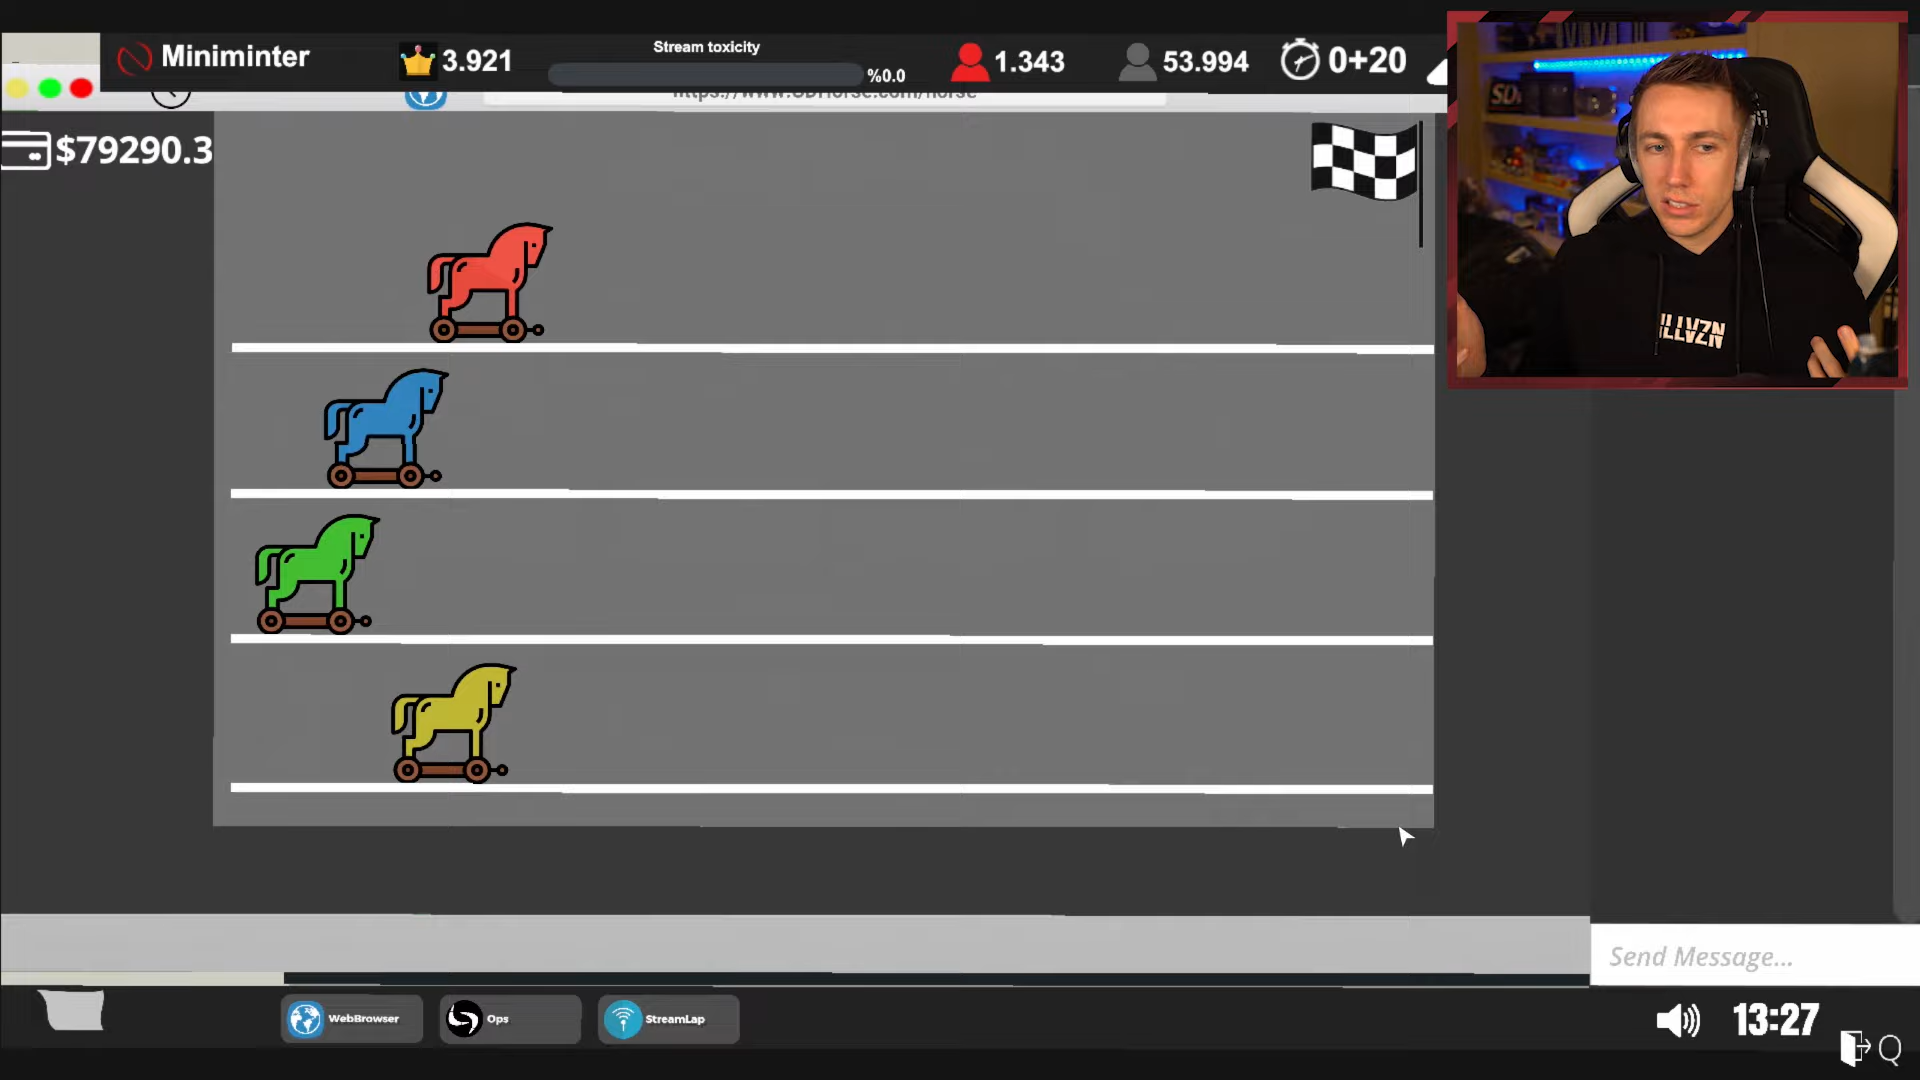 Miniminter
3.921
Stream toxicity
%0.0
1.343
53.994
0+20
$79290.3
ILLVZN
WebBrowser
Ops
StreamLap
Send Message...
13:27
Q